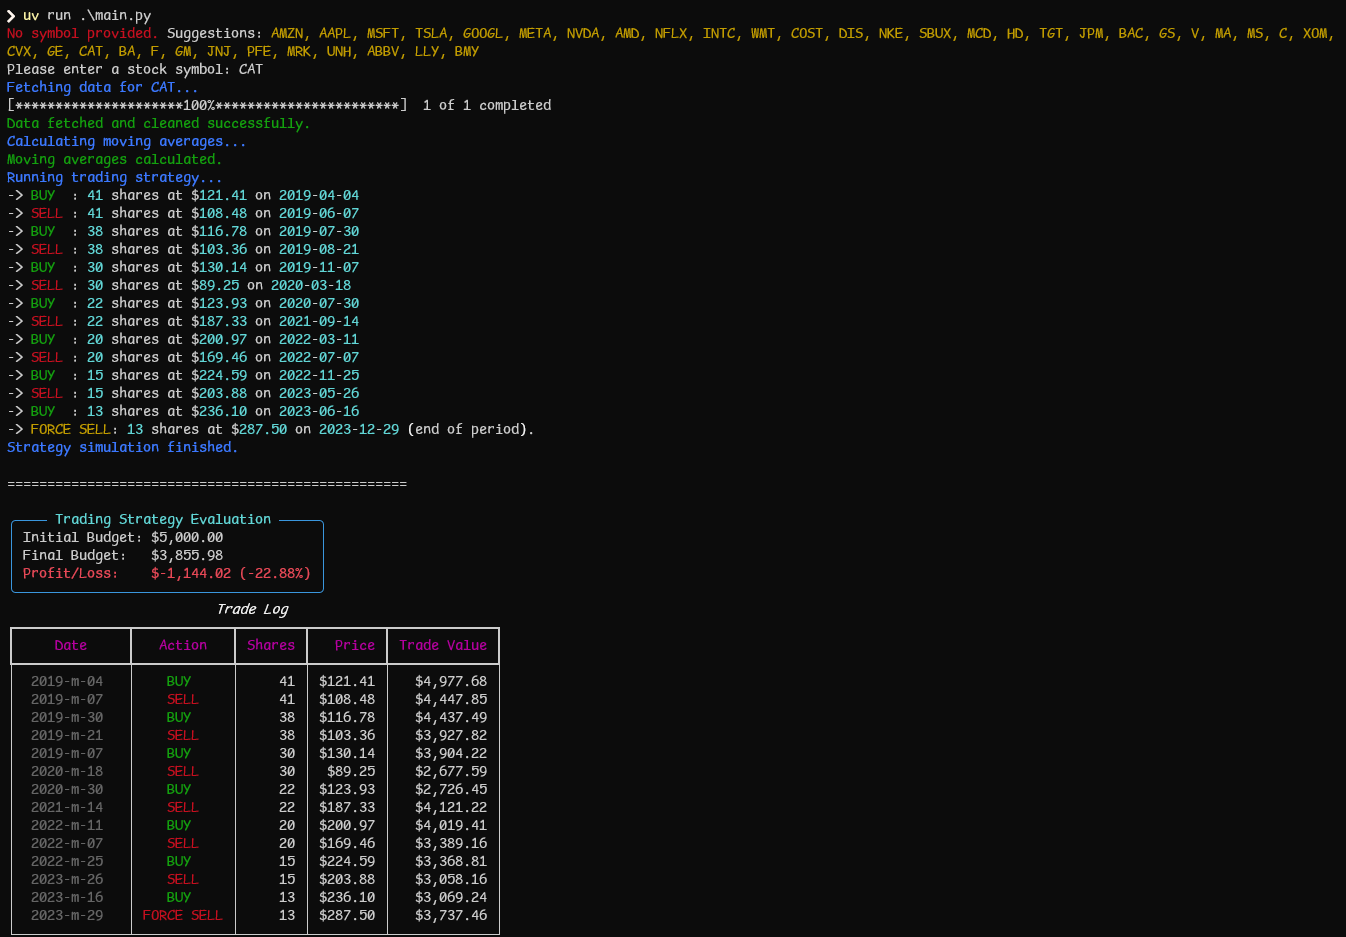 ❯ uv run .\main.py
No symbol provided. Suggestions: AMZN, AAPL, MSFT, TSLA, GOOGL, META, NVDA, AMD, NFLX, INTC, WMT, COST, DIS, NKE, SBUX, MCD, HD, TGT, JPM, BAC, GS, V, MA, MS, C, XOM,
CVX, GE, CAT, BA, F, GM, JNJ, PFE, MRK, UNH, ABBV, LLY, BMY
Please enter a stock symbol: CAT
Fetching data for CAT...
[*********************100%***********************]  1 of 1 completed
Data fetched and cleaned successfully.
Calculating moving averages...
Moving averages calculated.
Running trading strategy...
-> BUY  : 41 shares at $121.41 on 2019-04-04
-> SELL : 41 shares at $108.48 on 2019-06-07
-> BUY  : 38 shares at $116.78 on 2019-07-30
-> SELL : 38 shares at $103.36 on 2019-08-21
-> BUY  : 30 shares at $130.14 on 2019-11-07
-> SELL : 30 shares at $89.25 on 2020-03-18
-> BUY  : 22 shares at $123.93 on 2020-07-30
-> SELL : 22 shares at $187.33 on 2021-09-14
-> BUY  : 20 shares at $200.97 on 2022-03-11
-> SELL : 20 shares at $169.46 on 2022-07-07
-> BUY  : 15 shares at $224.59 on 2022-11-25
-> SELL : 15 shares at $203.88 on 2023-05-26
-> BUY  : 13 shares at $236.10 on 2023-06-16
-> FORCE SELL: 13 shares at $287.50 on 2023-12-29 (end of period).
Strategy simulation finished.
==================================================
Trading Strategy Evaluation
Initial Budget: $5,000.00
Final Budget:   $3,855.98
Profit/Loss:    $-1,144.02 (-22.88%)
Trade Log
Date Action Shares Price Trade Value
2019-m-04 BUY 41 $121.41 $4,977.68
2019-m-07 SELL 41 $108.48 $4,447.85
2019-m-30 BUY 38 $116.78 $4,437.49
2019-m-21 SELL 38 $103.36 $3,927.82
2019-m-07 BUY 30 $130.14 $3,904.22
2020-m-18 SELL 30 $89.25 $2,677.59
2020-m-30 BUY 22 $123.93 $2,726.45
2021-m-14 SELL 22 $187.33 $4,121.22
2022-m-11 BUY 20 $200.97 $4,019.41
2022-m-07 SELL 20 $169.46 $3,389.16
2022-m-25 BUY 15 $224.59 $3,368.81
2023-m-26 SELL 15 $203.88 $3,058.16
2023-m-16 BUY 13 $236.10 $3,069.24
2023-m-29 FORCE SELL 13 $287.50 $3,737.46